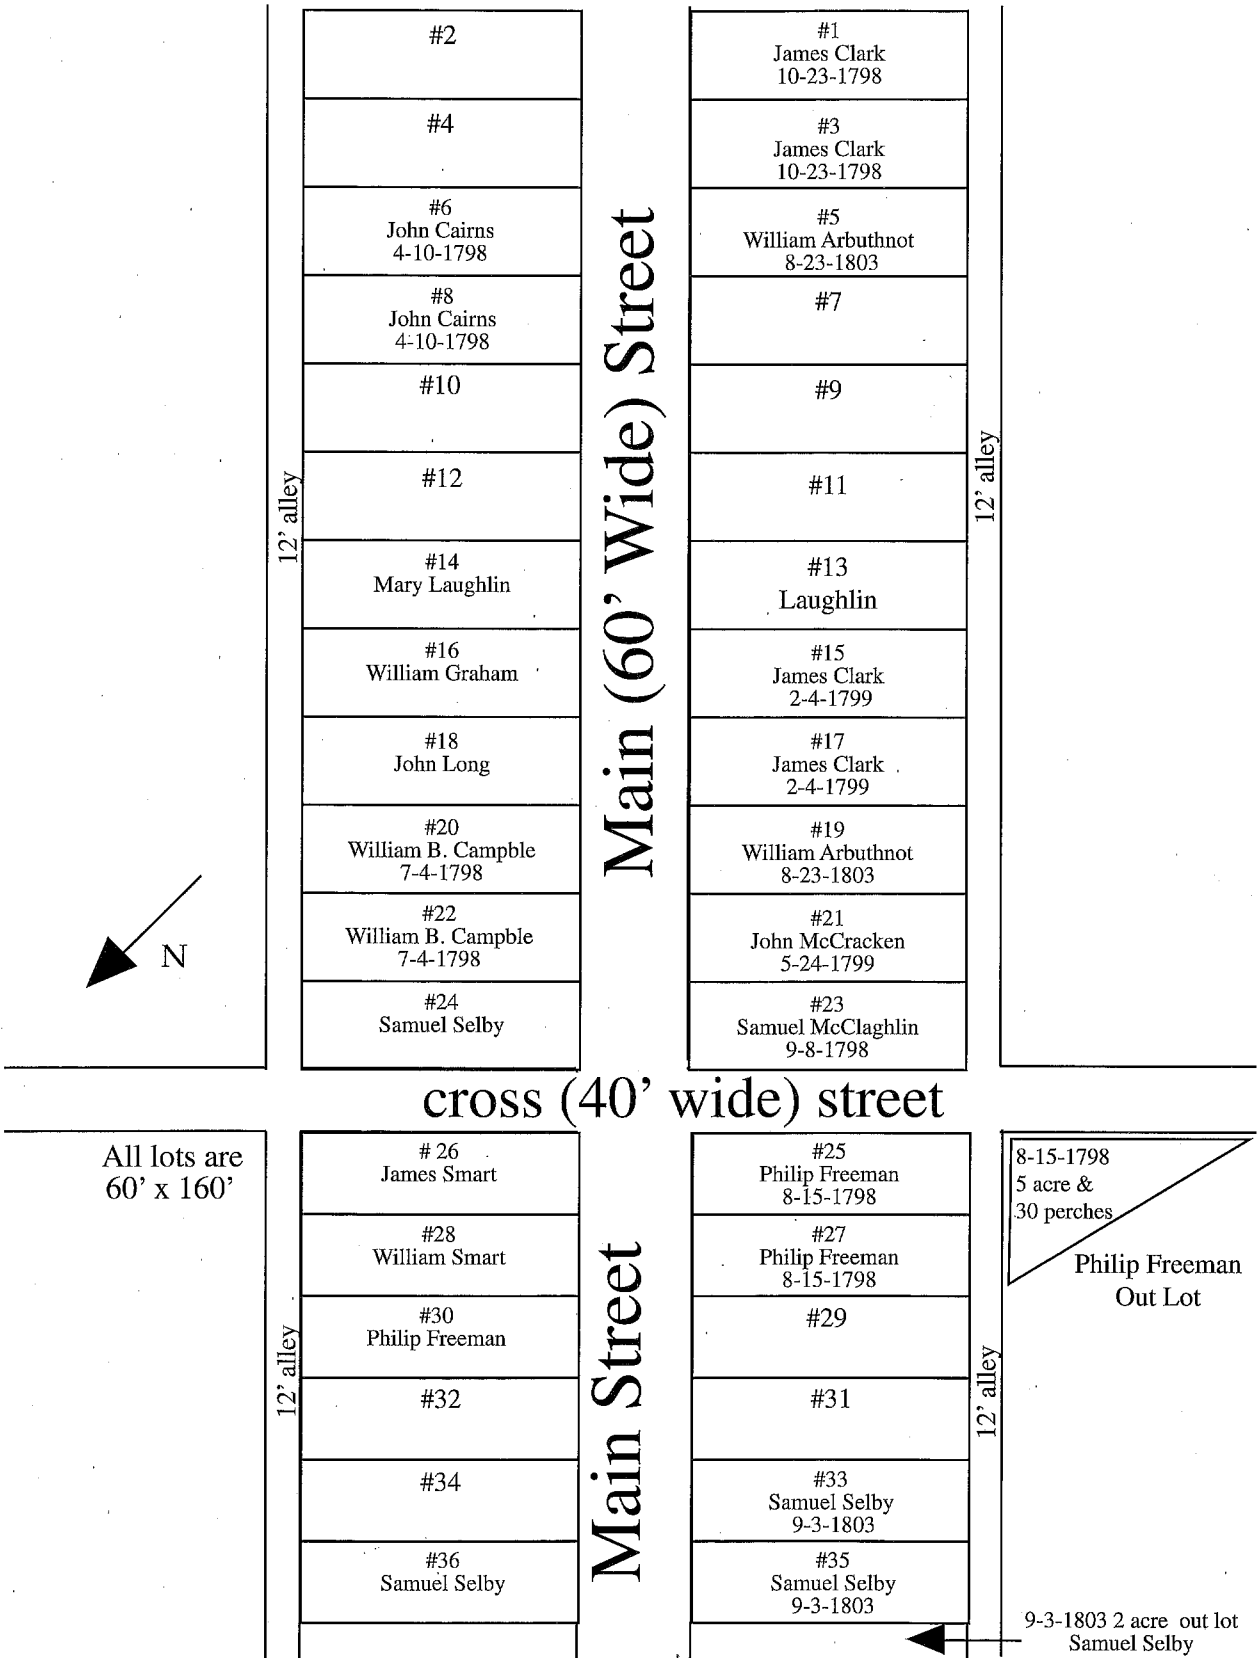 #2
#4
#6
John Cairns
4-10-1798
#8
John Cairns
4-10-1798
#10
#12
#14
Mary Laughlin
#16
William Graham
#18
John Long
#20
William B. Campble
7-4-1798
#22
William B. Campble
7-4-1798
#24
Samuel Selby
12' alley
N
Main (60' Wide) Street
#1
James Clark
10-23-1798
#3
James Clark
10-23-1798
#5
William Arbuthnot
8-23-1803
#7
#9
#11
#13
Laughlin
#15
James Clark
2-4-1799
#17
James Clark
2-4-1799
#19
William Arbuthnot
8-23-1803
#21
John McCracken
5-24-1799
#23
Samuel McClaghlin
9-8-1798
12' alley
cross (40' wide) street
All lots are
60' x 160'
12' alley
# 26
James Smart
#28
William Smart
#30
Philip Freeman
#32
#34
#36
Samuel Selby
Main Street
#25
Philip Freeman
8-15-1798
#27
Philip Freeman
8-15-1798
#29
#31
#33
Samuel Selby
9-3-1803
#35
Samuel Selby
9-3-1803
12' alley
8-15-1798
5 acre &
30 perches
Philip Freeman
Out Lot
9-3-1803 2 acre out lot
Samuel Selby